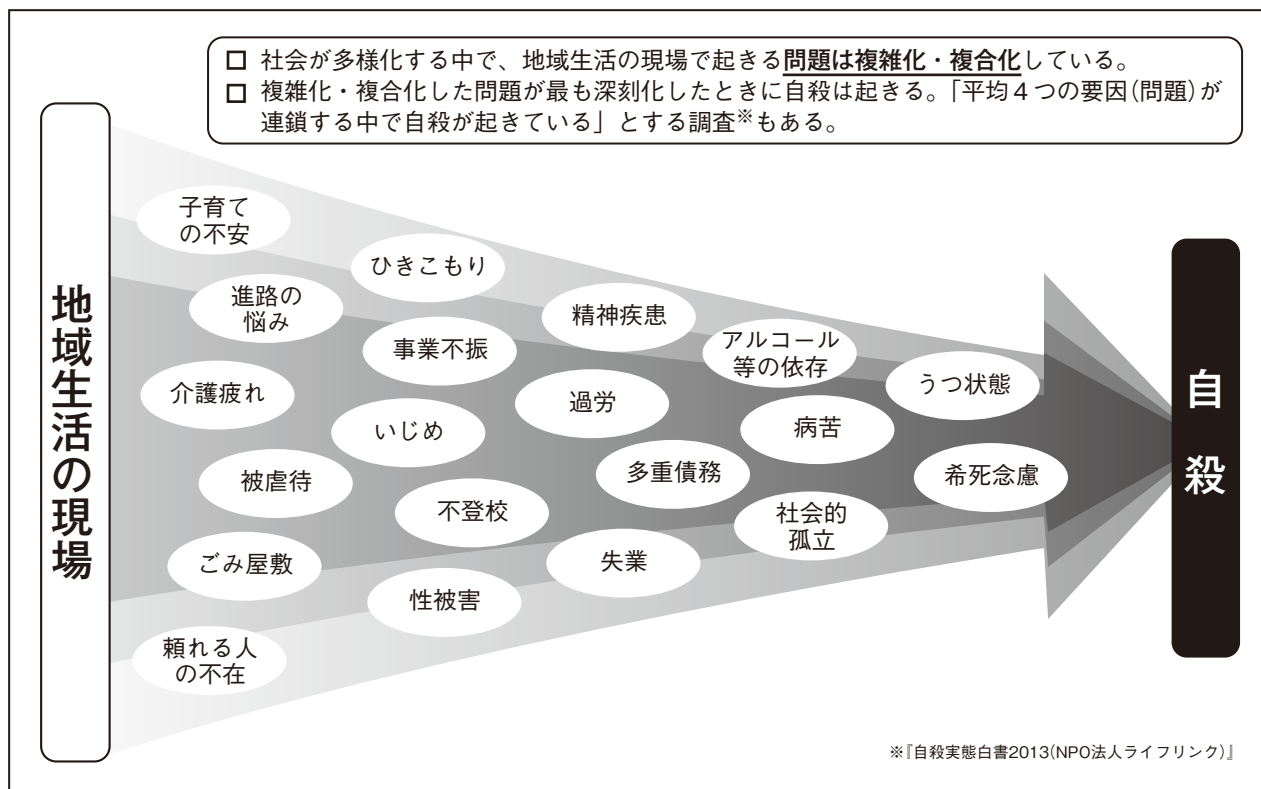 □ 社会が多様化する中で、地域生活の現場で起きる問題は複雑化・複合化している。
□ 複雑化・複合化した問題が最も深刻化したときに自殺は起きる。「平均４つの要因(問題)が
連鎖する中で自殺が起きている」とする調査※もある。
地域生活の現場
子育て
の不安
進路の
悩み
介護疲れ
被虐待
ごみ屋敷
頼れる人
の不在
ひきこもり
事業不振
いじめ
不登校
性被害
精神疾患
過労
多重債務
失業
アルコール
等の依存
病苦
社会的
孤立
うつ状態
希死念慮
自殺
※『自殺実態白書2013(NPO法人ライフリンク)』